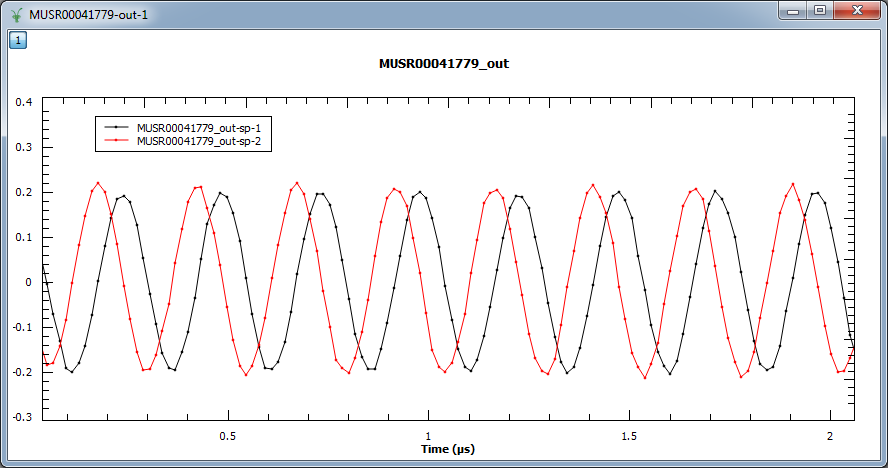 MUSR00041779-out-1
1
MUSR00041779_out
0.4
0.3
0.2
0.1
0
-0.1
-0.2
-0.3
MUSR00041779_out-sp-1
MUSR00041779_out-sp-2
0.5
1
1.5
2
Time (μs)